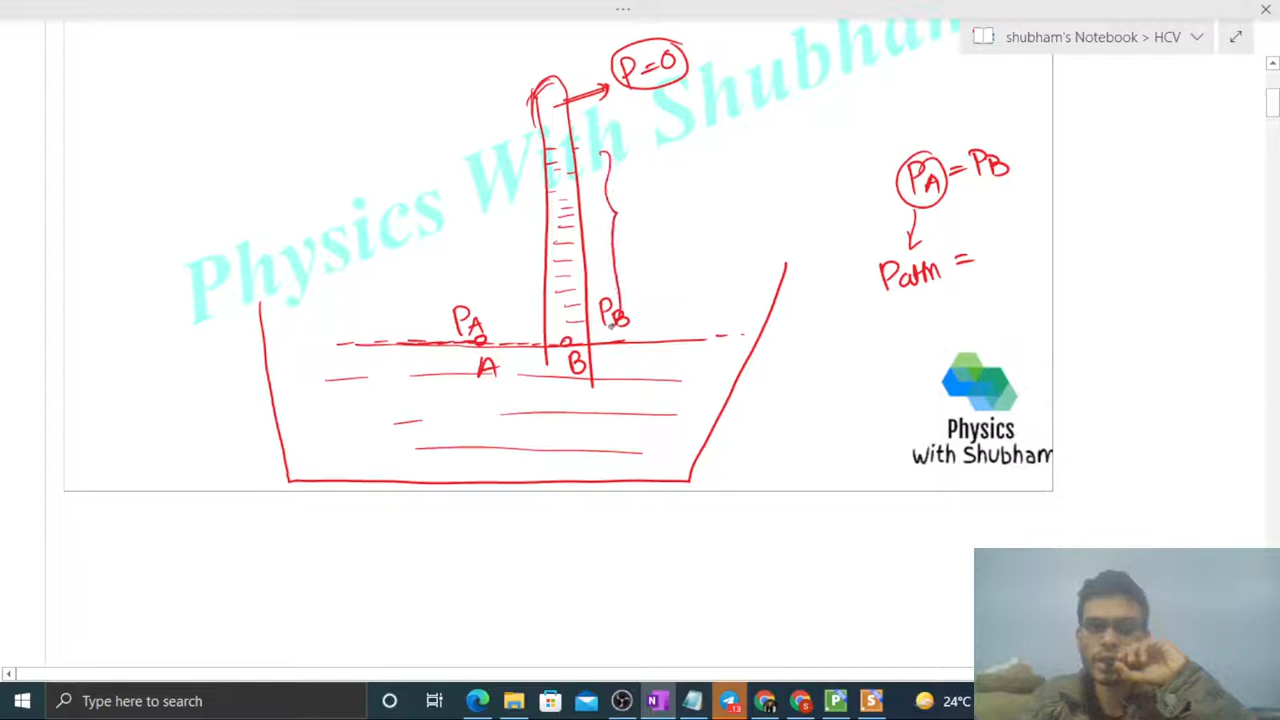 ...
shubham's Notebook > HCV
Physics With Shubham
P=0
PA = PB
Patm =
PA
PB
A
B
Physics
With Shubham
Type here to search
13
N
P
S
24°C